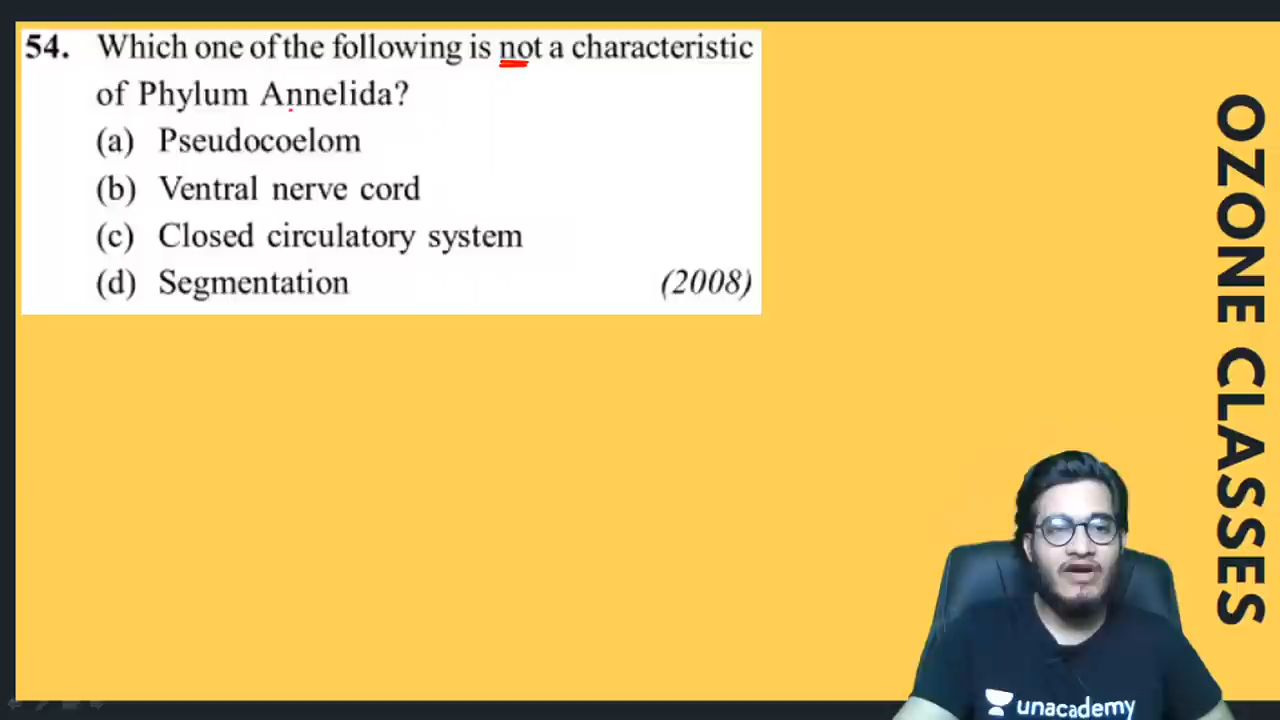 54. Which one of the following is not a characteristic
of Phylum Annelida?
(a) Pseudocoelom
(b) Ventral nerve cord
(c) Closed circulatory system
(d) Segmentation (2008)
OZONE CLASSES
unacademy